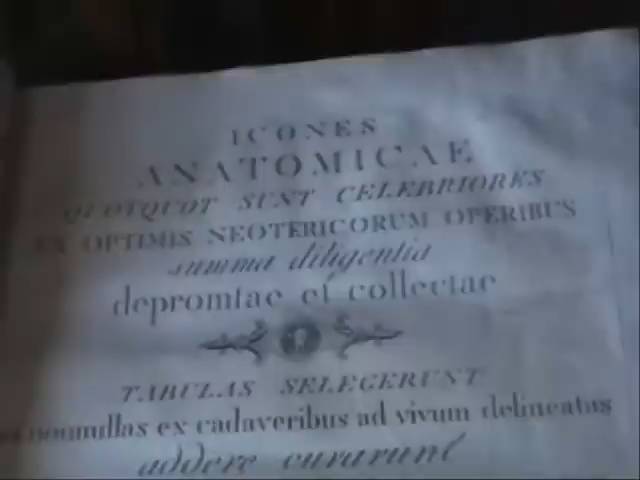 ICONES
ANATOMICAE
QUOTQUOT SUNT CELEBRIORES
EX OPTIMIS NEOTERICORUM OPERIBUS
summa diligentia
depromtae et collectae
TABULAS SELEGERUNT
nonnullas ex cadaveribus ad vivum delineatas
addere curarunt